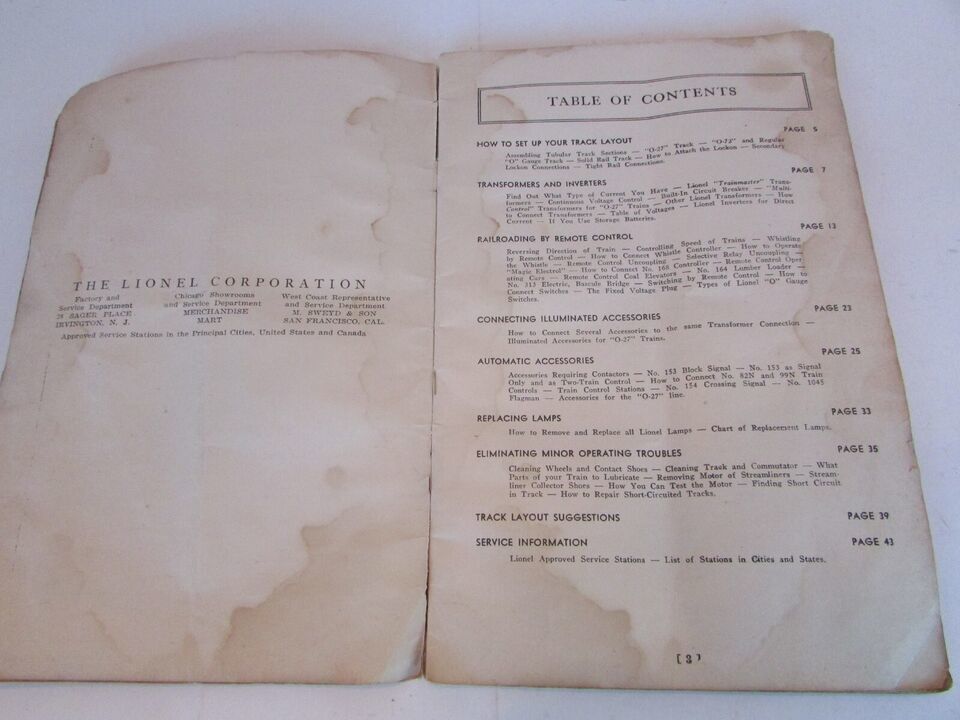 THE LIONEL CORPORATION
Factory and
Service Department
28 SAGER PLACE
IRVINGTON, N. J.
Chicago Showrooms
and Service Department
MERCHANDISE
MART
West Coast Representative
and Service Department
M. SWEYD & SON
SAN FRANCISCO, CAL.
Approved Service Stations in the Principal Cities, United States and Canada
TABLE OF CONTENTS
HOW TO SET UP YOUR TRACK LAYOUT PAGE 5
Assembling Tubular Track Sections — "O-27" Track — "O-72" and Regular
"O" Gauge Track — Solid Rail Track — How to Attach the Lockon — Secondary
Lockon Connections — Tight Rail Connections.
TRANSFORMERS AND INVERTERS PAGE 7
Find Out What Type of Current You Have — Lionel "Trainmaster" Trans-
formers — Continuous Voltage Control — Built-In Circuit Breaker — "Multi-
Control" Transformers for "O-27" Trains — Other Lionel Transformers — How
to Connect Transformers — Table of Voltages — Lionel Inverters for Direct
Current — If You Use Storage Batteries.
RAILROADING BY REMOTE CONTROL PAGE 13
Reversing Direction of Train — Controlling Speed of Trains — Whistling
by Remote Control — How to Connect Whistle Controller — How to Operate
the Whistle — Remote Control Uncoupling — Selective Relay Uncoupling —
"Magic Electrol" — How to Connect No. 168 Controller — Remote Control Oper-
ating Cars — Remote Control Coal Elevators — No. 164 Lumber Loader —
No. 313 Electric, Bascule Bridge — Switching by Remote Control — How to
Connect Switches — The Fixed Voltage Plug — Types of Lionel "O" Gauge
Switches.
CONNECTING ILLUMINATED ACCESSORIES PAGE 23
How to Connect Several Accessories to the same Transformer Connection —
Illuminated Accessories for "O-27" Trains.
AUTOMATIC ACCESSORIES PAGE 25
Accessories Requiring Contactors — No. 153 Block Signal — No. 153 as Signal
Only and as Two-Train Control — How to Connect No. 82N and 99N Train
Controls — Train Control Stations — No. 154 Crossing Signal — No. 1045
Flagman — Accessories for the "O-27" line.
REPLACING LAMPS PAGE 33
How to Remove and Replace all Lionel Lamps — Chart of Replacement Lamps.
ELIMINATING MINOR OPERATING TROUBLES PAGE 35
Cleaning Wheels and Contact Shoes — Cleaning Track and Commutator — What
Parts of your Train to Lubricate — Removing Motor of Streamliners — Stream-
liner Collector Shoes — How You Can Test the Motor — Finding Short Circuit
in Track — How to Repair Short-Circuited Tracks.
TRACK LAYOUT SUGGESTIONS PAGE 39
SERVICE INFORMATION PAGE 43
Lionel Approved Service Stations — List of Stations in Cities and States.
[3]